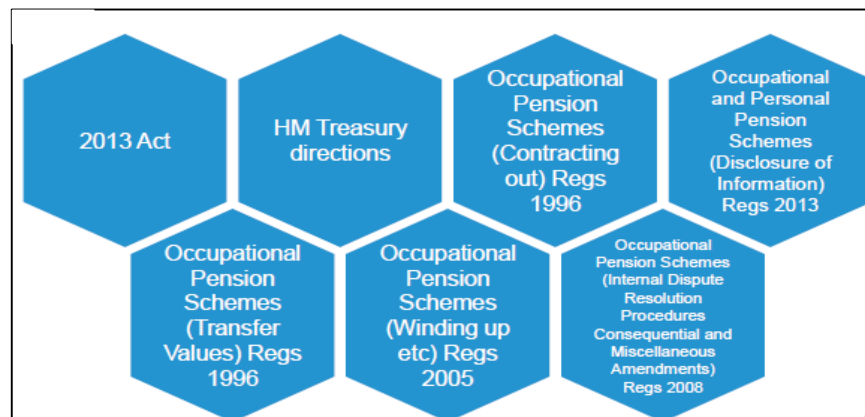 2013 Act
HM Treasury
directions
Occupational
Pension
Schemes
(Contracting
out) Regs
1996
Occupational
and Personal
Pension
Schemes
(Disclosure of
Information)
Regs 2013
Occupational
Pension
Schemes
(Transfer
Values) Regs
1996
Occupational
Pension
Schemes
(Winding up
etc) Regs
2005
Occupational
Pension Schemes
(Internal Dispute
Resolution
Procedures
Consequential and
Miscellaneous
Amendments)
Regs 2008